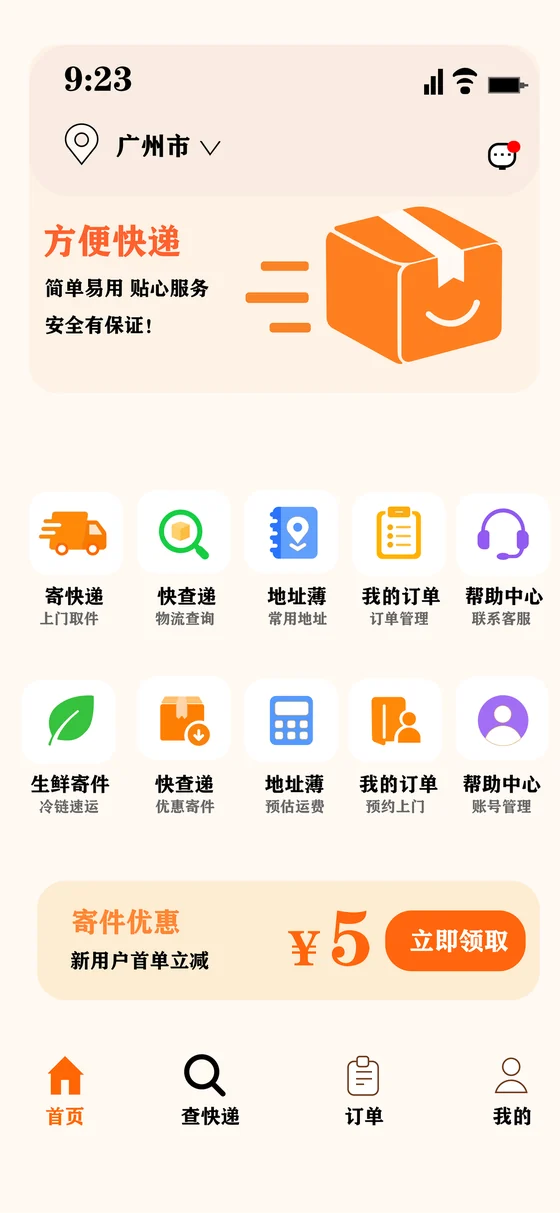 9:23
广州市
方便快递
简单易用 贴心服务
安全有保证!
寄快递 快查递 地址薄 我的订单 帮助中心
上门取件 物流查询 常用地址 订单管理 联系客服
生鲜寄件 快查递 地址薄 我的订单 帮助中心
冷链速运 优惠寄件 预估运费 预约上门 账号管理
寄件优惠
新用户首单立减
¥5
立即领取
首页 查快递 订单 我的